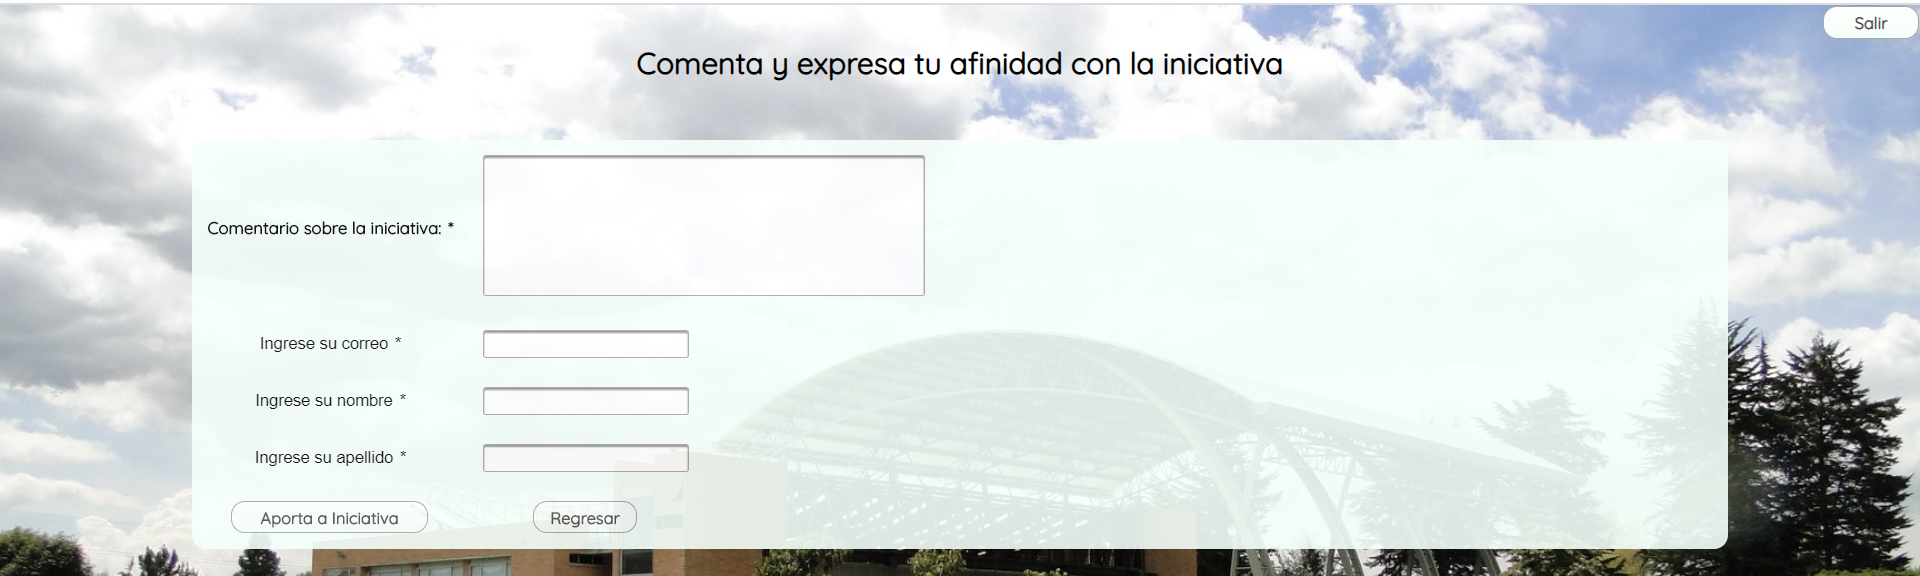 Salir
Comenta y expresa tu afinidad con la iniciativa
Comentario sobre la iniciativa: *
Ingrese su correo *
Ingrese su nombre *
Ingrese su apellido *
Aporta a Iniciativa
Regresar